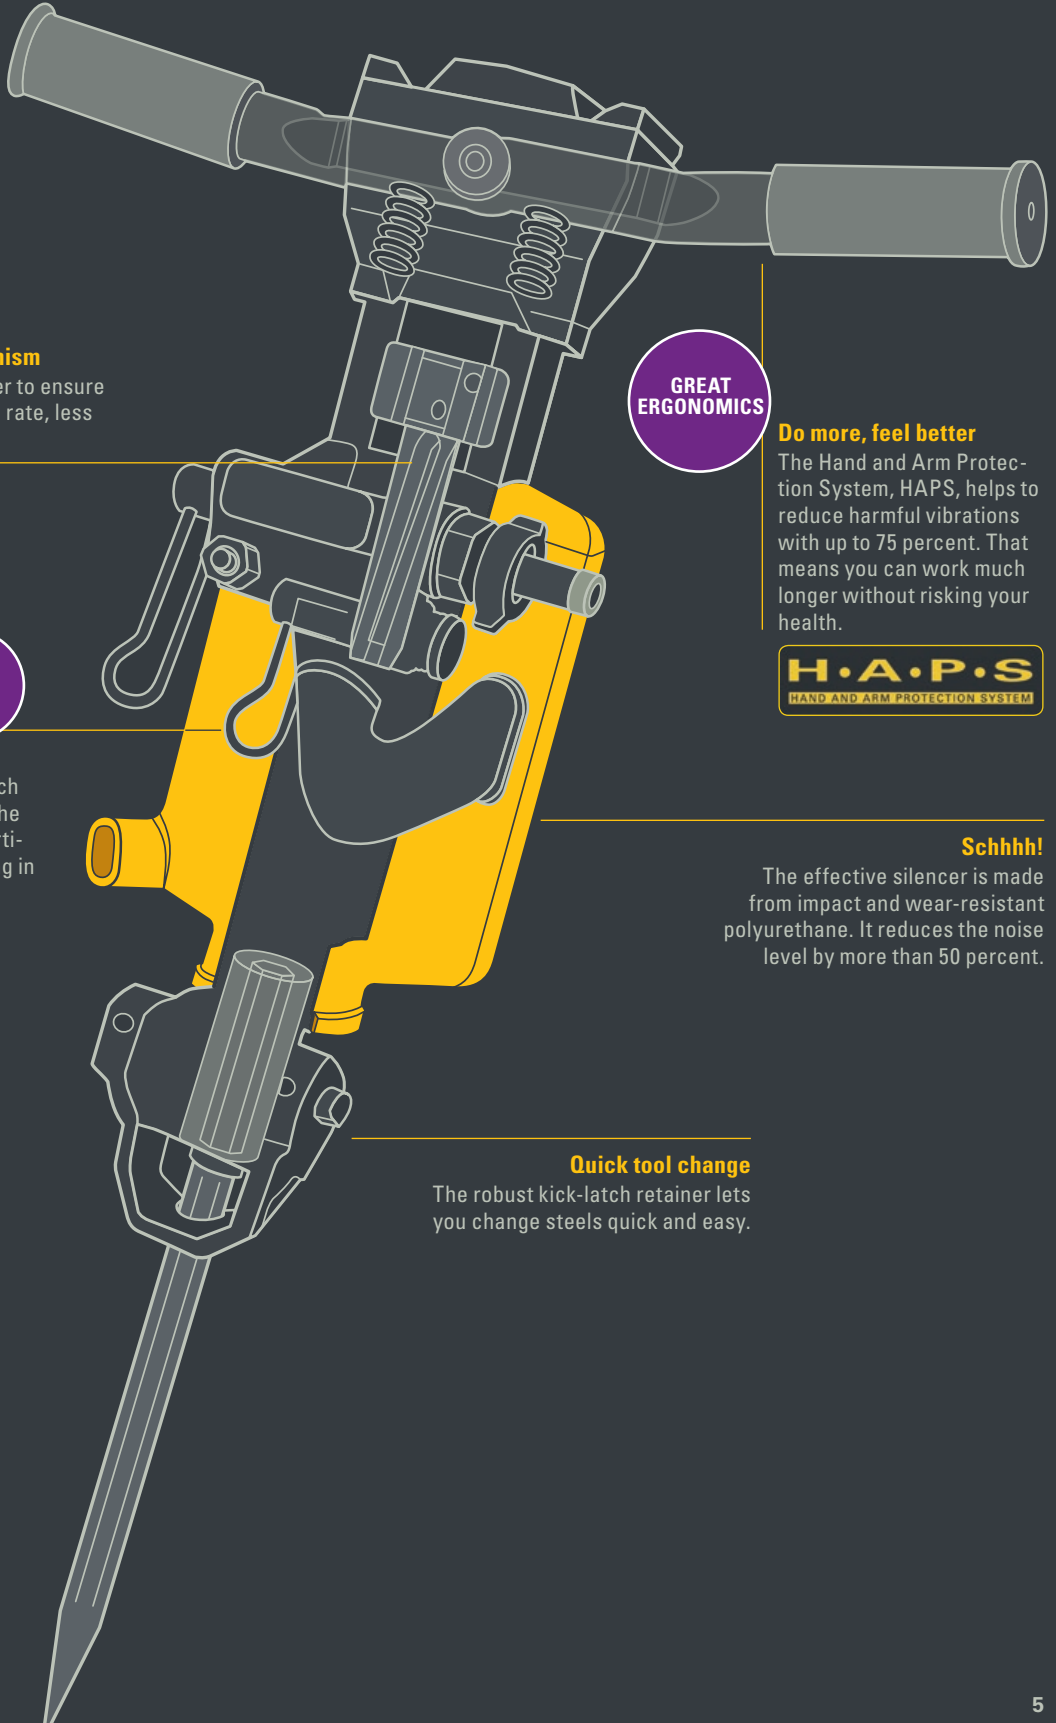 er to ensure
rate, less
GREAT
ERGONOMICS
Do more, feel better
The Hand and Arm Protec-
tion System, HAPS, helps to
reduce harmful vibrations
with up to 75 percent. That
means you can work much
longer without risking your
health.
H•A•P•S
HAND AND ARM PROTECTION SYSTEM
g in
Schhhh!
The effective silencer is made
from impact and wear-resistant
polyurethane. It reduces the noise
level by more than 50 percent.
Quick tool change
The robust kick-latch retainer lets
you change steels quick and easy.
5